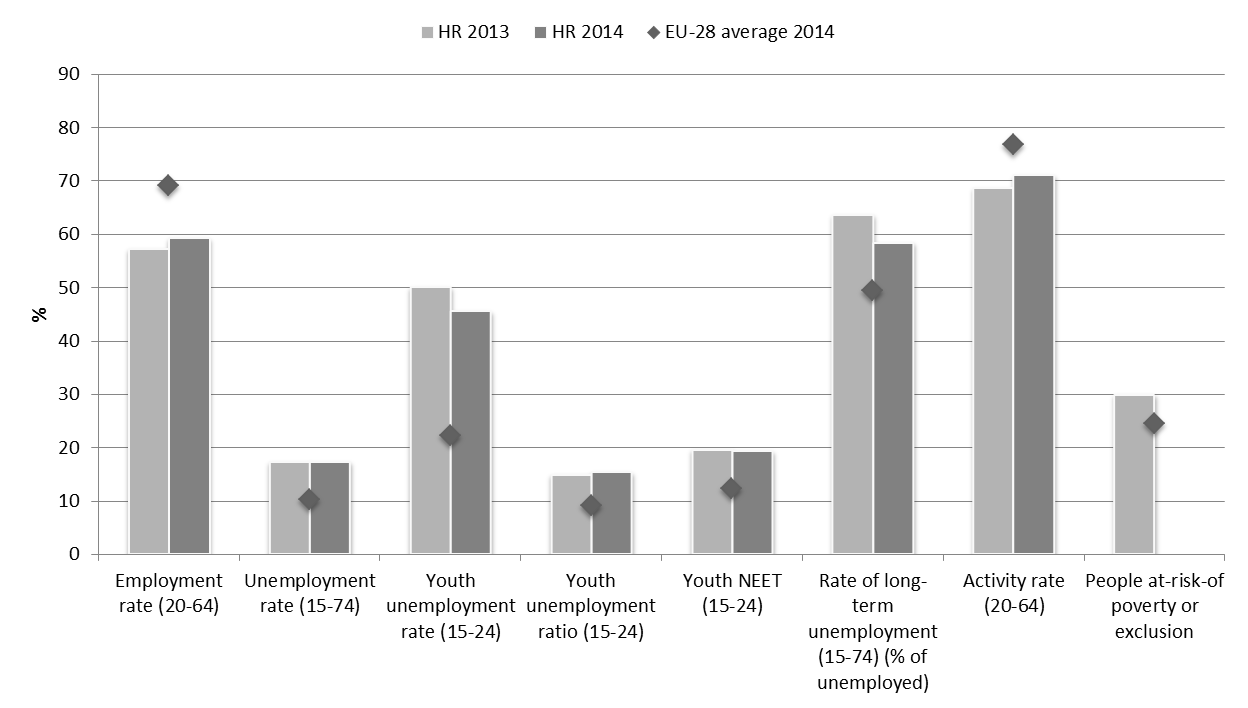 HR 2013 HR 2014 EU-28 average 2014
90
80
70
60
50
40
30
20
10
0
%
Employment
rate (20-64)
Unemployment
rate (15-74)
Youth
unemployment
rate (15-24)
Youth
unemployment
ratio (15-24)
Youth NEET
(15-24)
Rate of long-
term
unemployment
(15-74) (% of
unemployed)
Activity rate
(20-64)
People at-risk-of
poverty or
exclusion